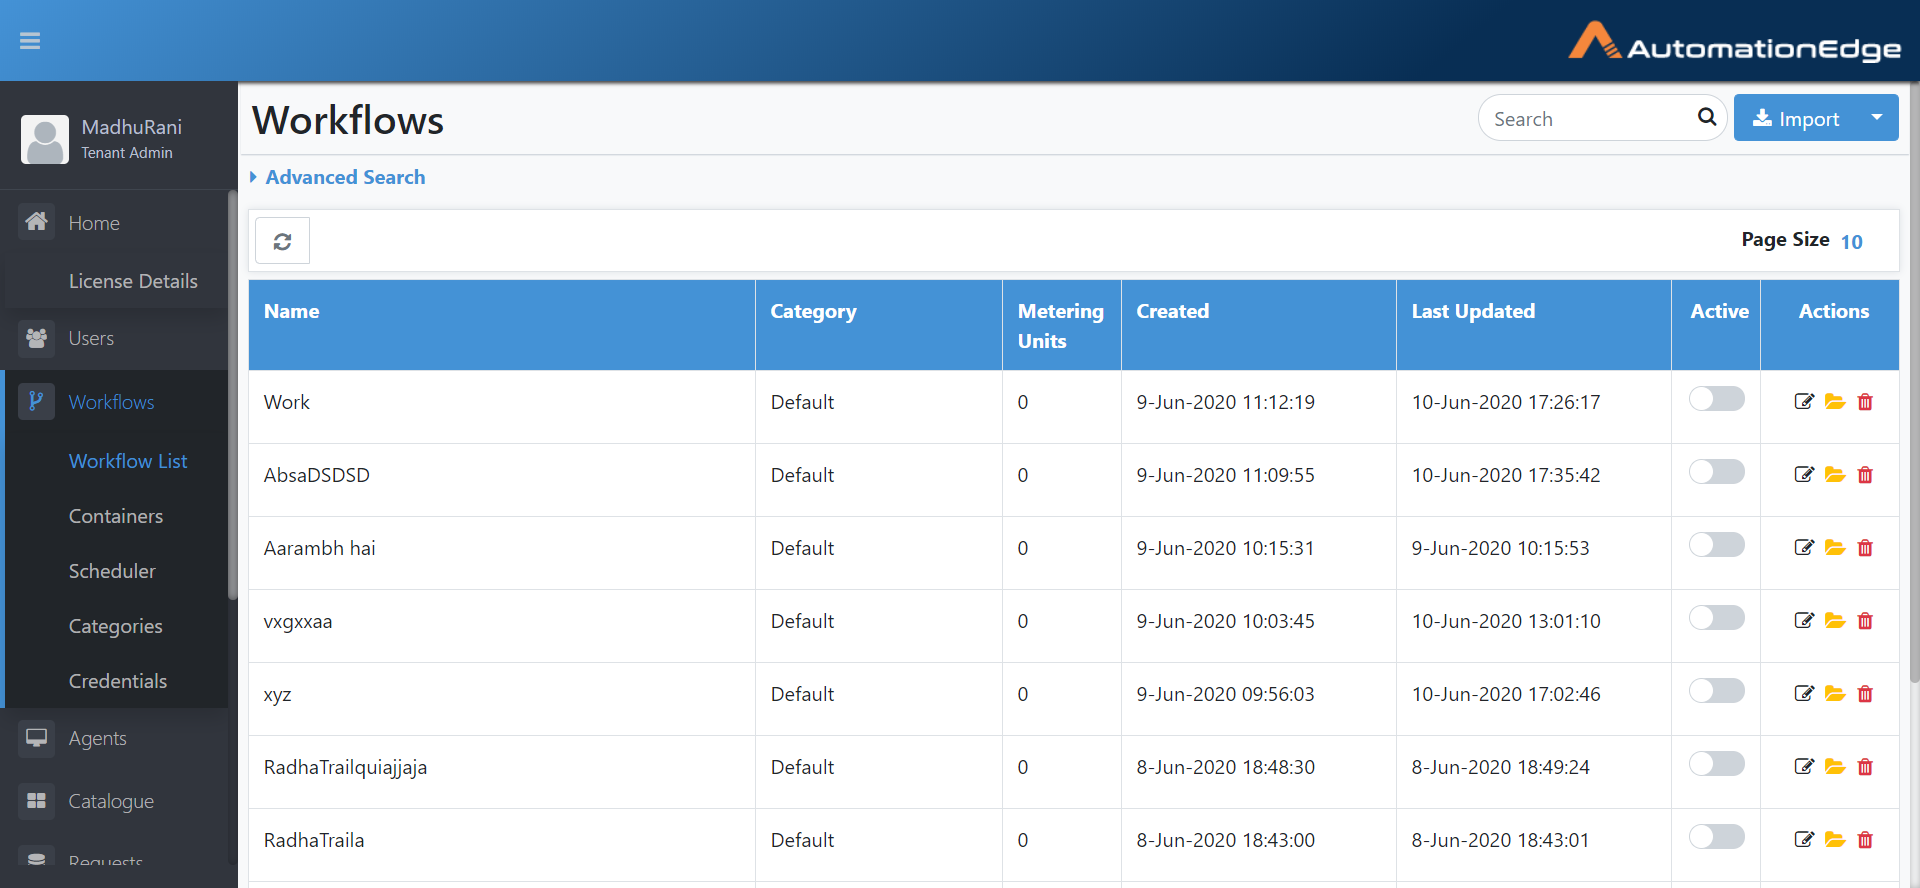 AutomationEdge
MadhuRani
Tenant Admin
Home
License Details
Users
Workflows
Workflow List
Containers
Scheduler
Categories
Credentials
Agents
Catalogue
Requests
Workflows
Search
Import
Advanced Search
Page Size 10
Name Category Metering Units Created Last Updated Active Actions
Work Default 0 9-Jun-2020 11:12:19 10-Jun-2020 17:26:17
AbsaDSDSD Default 0 9-Jun-2020 11:09:55 10-Jun-2020 17:35:42
Aarambh hai Default 0 9-Jun-2020 10:15:31 9-Jun-2020 10:15:53
vxgxxaa Default 0 9-Jun-2020 10:03:45 10-Jun-2020 13:01:10
xyz Default 0 9-Jun-2020 09:56:03 10-Jun-2020 17:02:46
RadhaTrailquiajjaja Default 0 8-Jun-2020 18:48:30 8-Jun-2020 18:49:24
RadhaTraila Default 0 8-Jun-2020 18:43:00 8-Jun-2020 18:43:01